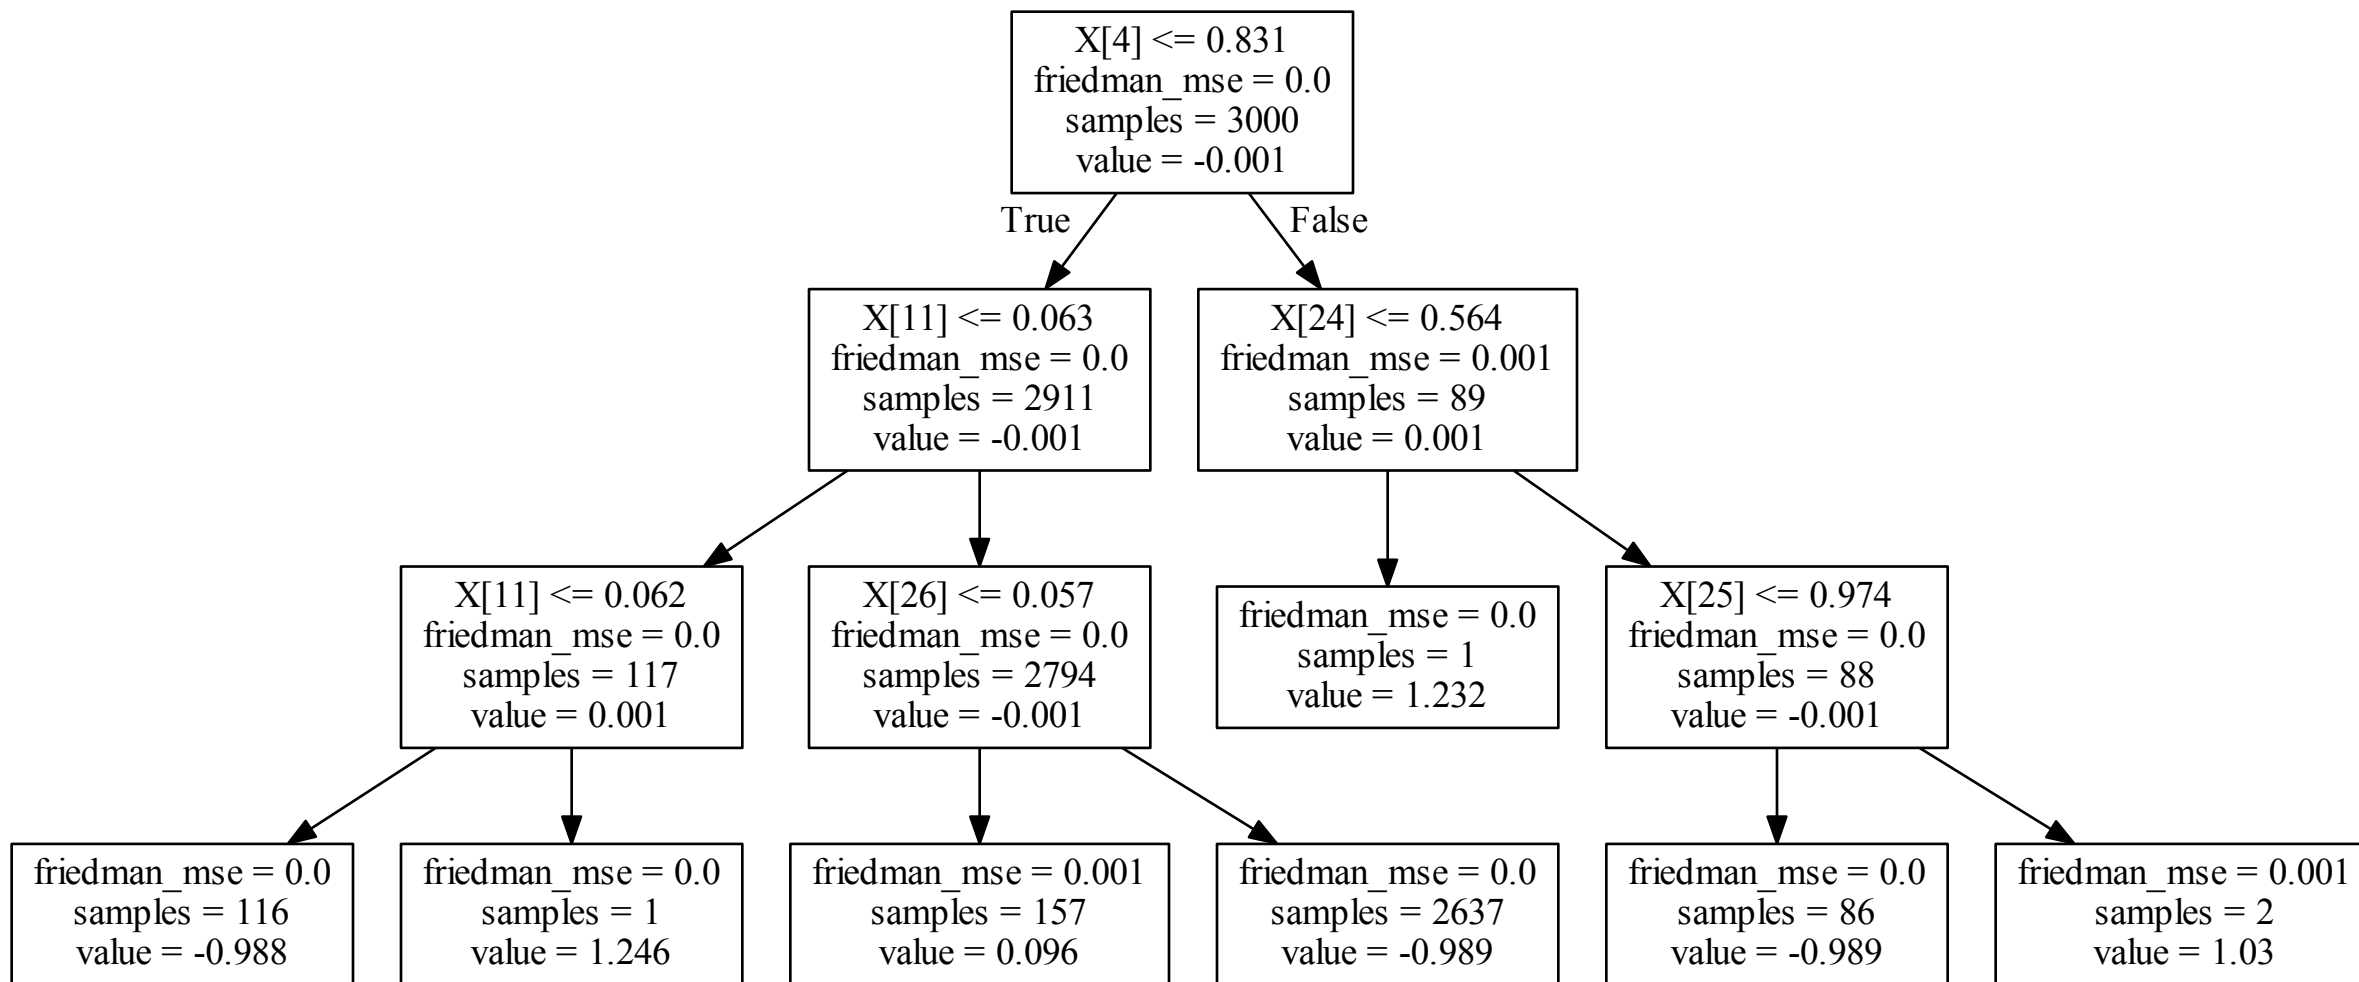 X[4] <= 0.831
friedman_mse = 0.0
samples = 3000
value = -0.001
True
False
X[11] <= 0.063
friedman_mse = 0.0
samples = 2911
value = -0.001
X[24] <= 0.564
friedman_mse = 0.001
samples = 89
value = 0.001
X[11] <= 0.062
friedman_mse = 0.0
samples = 117
value = 0.001
X[26] <= 0.057
friedman_mse = 0.0
samples = 2794
value = -0.001
friedman_mse = 0.0
samples = 1
value = 1.232
X[25] <= 0.974
friedman_mse = 0.0
samples = 88
value = -0.001
friedman_mse = 0.0
samples = 116
value = -0.988
friedman_mse = 0.0
samples = 1
value = 1.246
friedman_mse = 0.001
samples = 157
value = 0.096
friedman_mse = 0.0
samples = 2637
value = -0.989
friedman_mse = 0.0
samples = 86
value = -0.989
friedman_mse = 0.001
samples = 2
value = 1.03